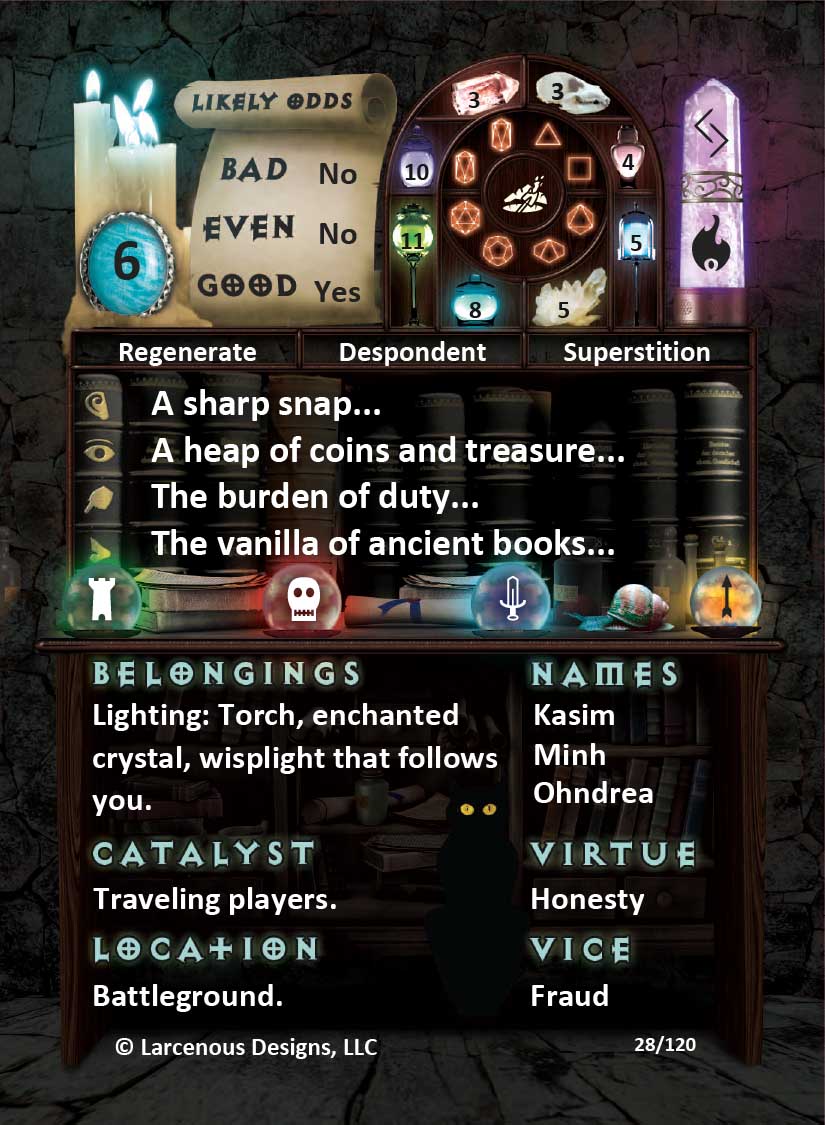 LIKELY ODDS
BAD No
EVEN No
GOOD Yes
6
3
3
10
4
11
5
8
5
Regenerate Despondent Superstition
A sharp snap...
A heap of coins and treasure...
The burden of duty...
The vanilla of ancient books...
BELONGINGS
Lighting: Torch, enchanted
crystal, wisplight that follows
you.
NAMES
Kasim
Minh
Ohndrea
CATALYST
Traveling players.
VIRTUE
Honesty
LOCATION
Battleground.
VICE
Fraud
© Larcenous Designs, LLC
28/120